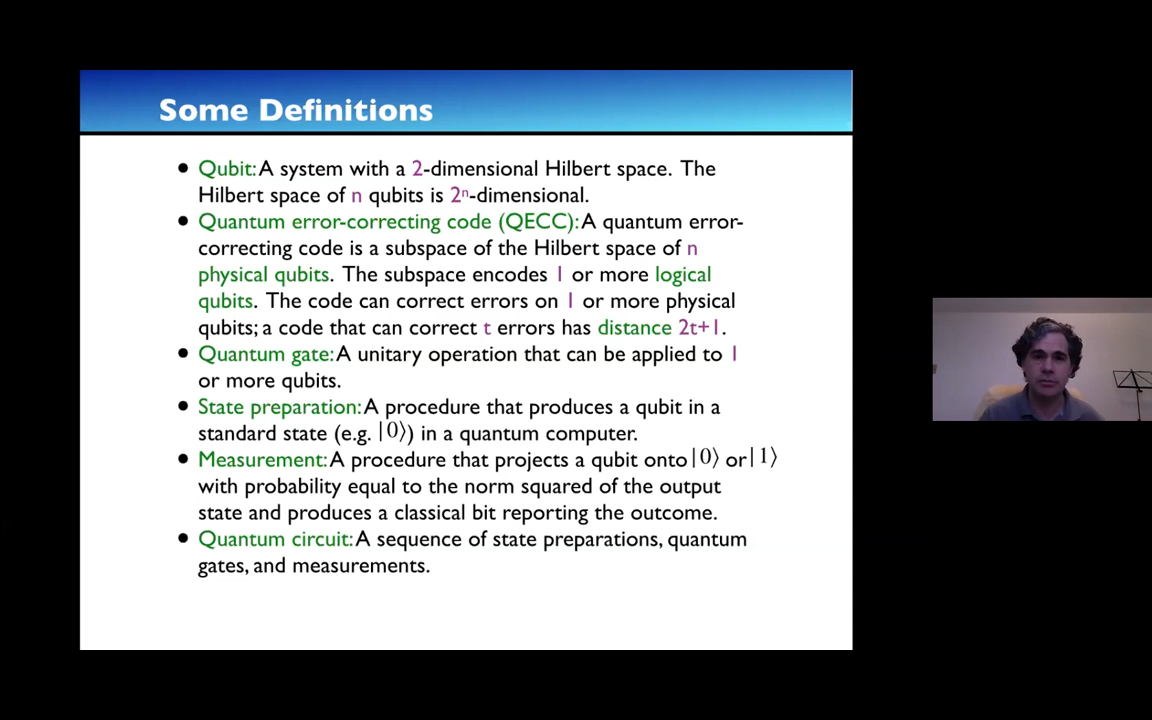 Some Definitions
• Qubit: A system with a 2-dimensional Hilbert space. The
Hilbert space of n qubits is 2ⁿ-dimensional.
• Quantum error-correcting code (QECC): A quantum error-
correcting code is a subspace of the Hilbert space of n
physical qubits. The subspace encodes 1 or more logical
qubits. The code can correct errors on 1 or more physical
qubits; a code that can correct t errors has distance 2t+1.
• Quantum gate: A unitary operation that can be applied to 1
or more qubits.
• State preparation: A procedure that produces a qubit in a
standard state (e.g. |0⟩) in a quantum computer.
• Measurement: A procedure that projects a qubit onto |0⟩ or |1⟩
with probability equal to the norm squared of the output
state and produces a classical bit reporting the outcome.
• Quantum circuit: A sequence of state preparations, quantum
gates, and measurements.